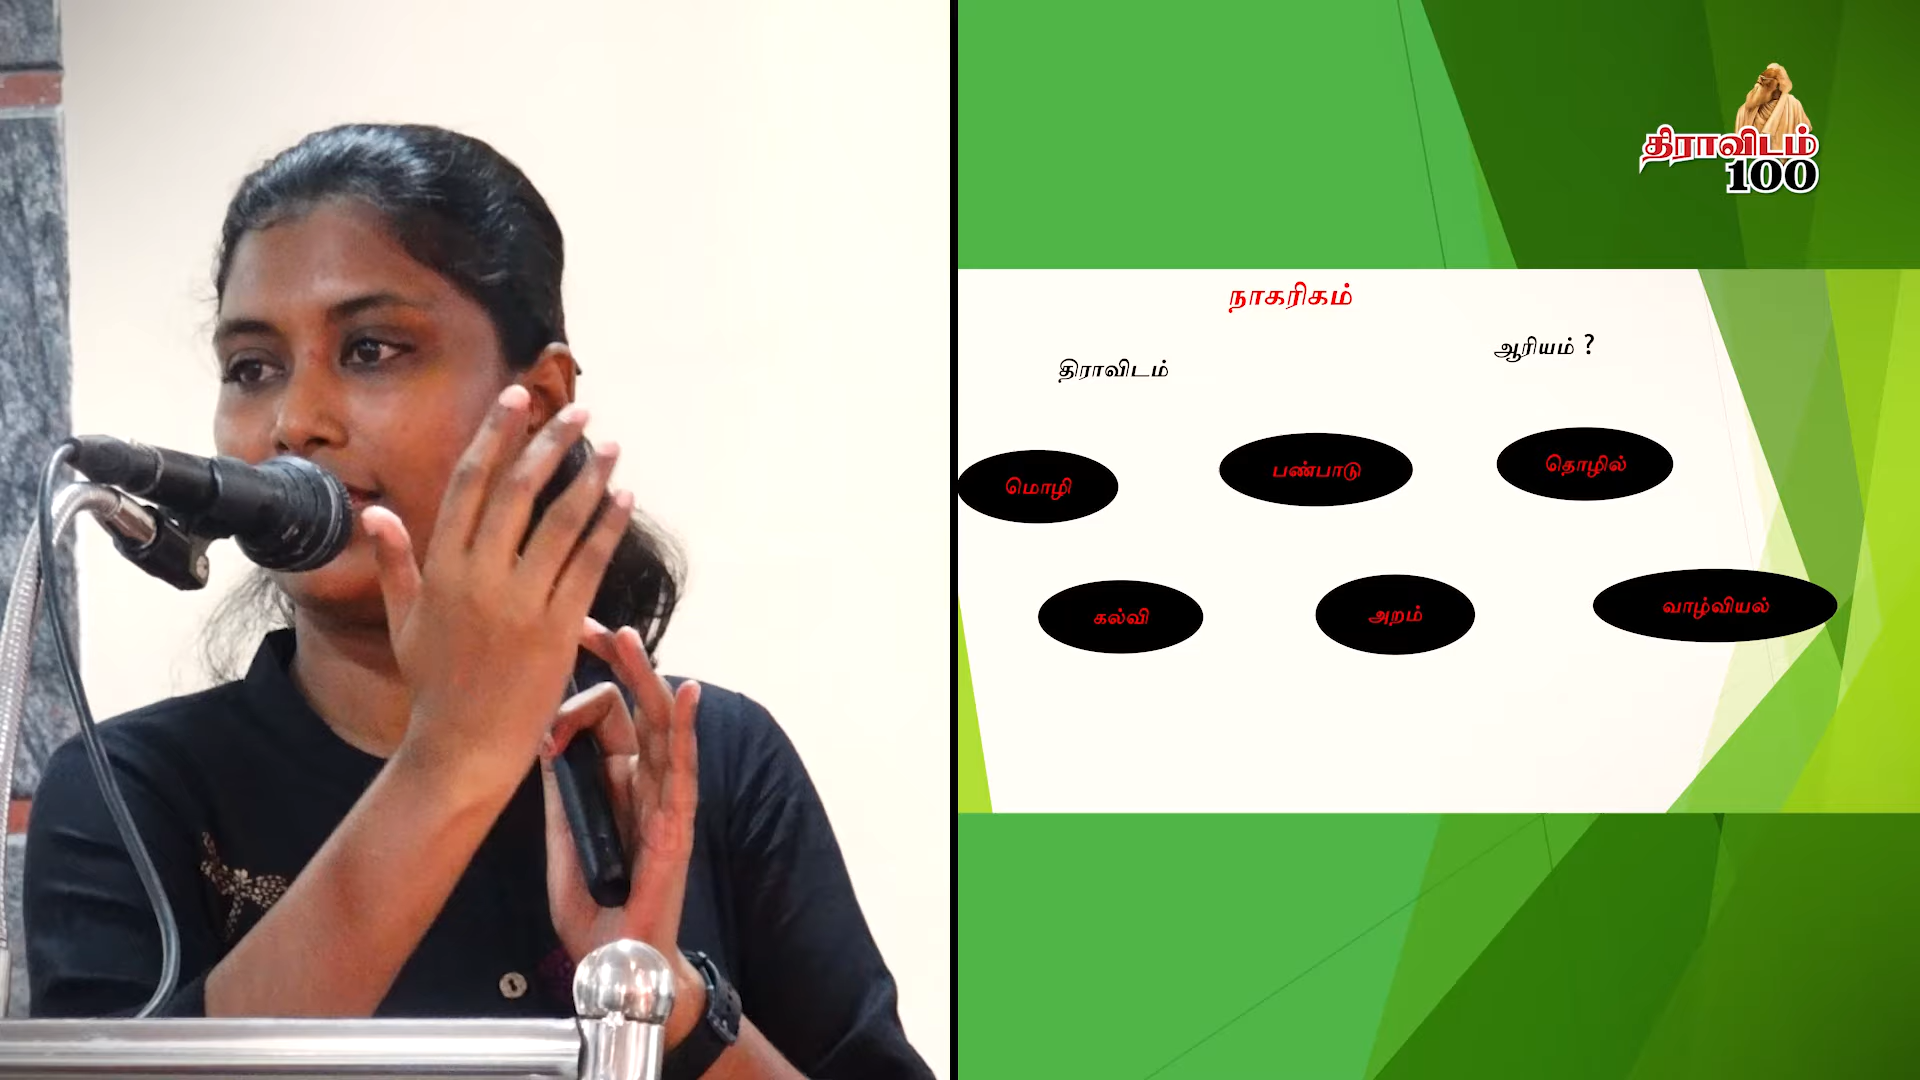 திராவிடம்
100
நாகரிகம்
திராவிடம்
ஆரியம் ?
மொழி
பண்பாடு
தொழில்
கல்வி
அறம்
வாழ்வியல்